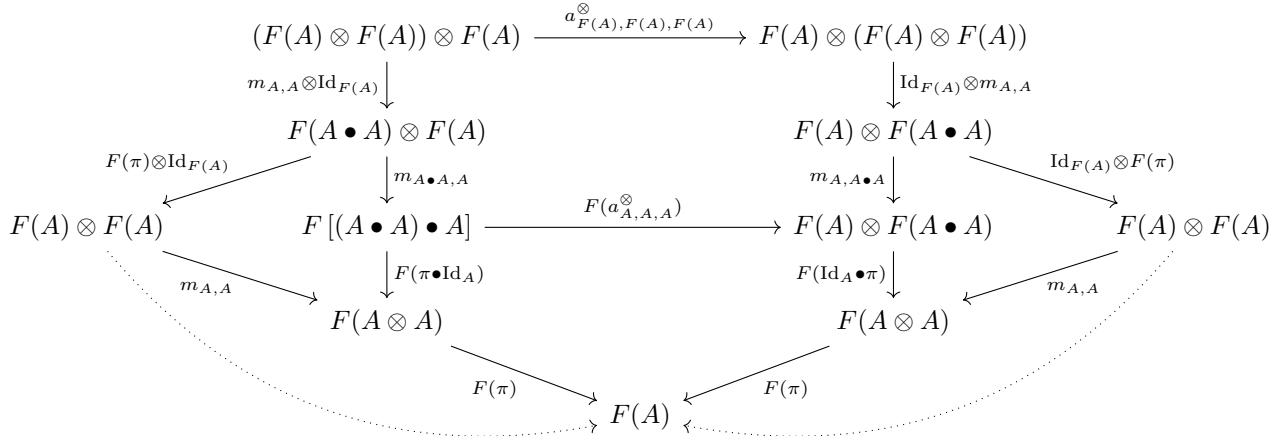 (F(A) ⊗ F(A)) ⊗ F(A) a^⊗_{F(A),F(A),F(A)} F(A) ⊗ (F(A) ⊗ F(A))
m_{A,A}⊗Id_{F(A)} Id_{F(A)}⊗m_{A,A}
F(A • A) ⊗ F(A) F(A) ⊗ F(A • A)
F(π)⊗Id_{F(A)} m_{A•A,A} m_{A,A•A} Id_{F(A)}⊗F(π)
F(A) ⊗ F(A) F [(A • A) • A] F(a^⊗_{A,A,A}) F(A) ⊗ F(A • A) F(A) ⊗ F(A)
m_{A,A} F(π•Id_A) F(Id_A•π) m_{A,A}
F(A ⊗ A) F(A ⊗ A)
F(π) F(π)
F(A)